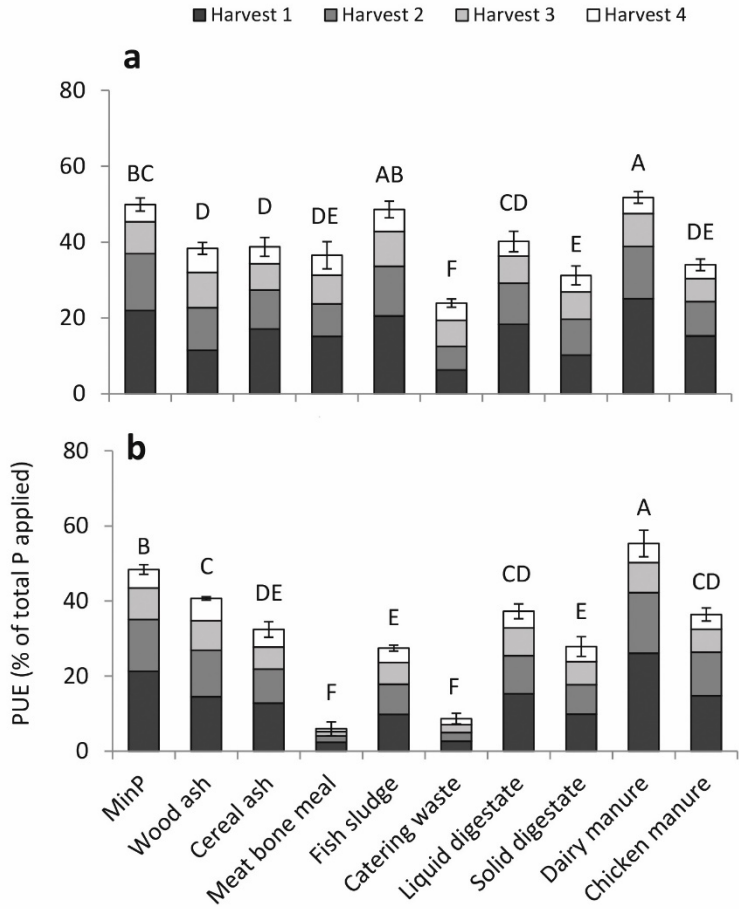 Harvest 1 Harvest 2 Harvest 3 Harvest 4
a
80
60
40
20
0
BC D D DE AB F CD E A DE
b
80
60
40
20
0
B C DE F E F CD E A CD
PUE (% of total P applied)
MinP
Wood ash
Cereal ash
Meat bone meal
Fish sludge
Catering waste
Liquid digestate
Solid digestate
Dairy manure
Chicken manure